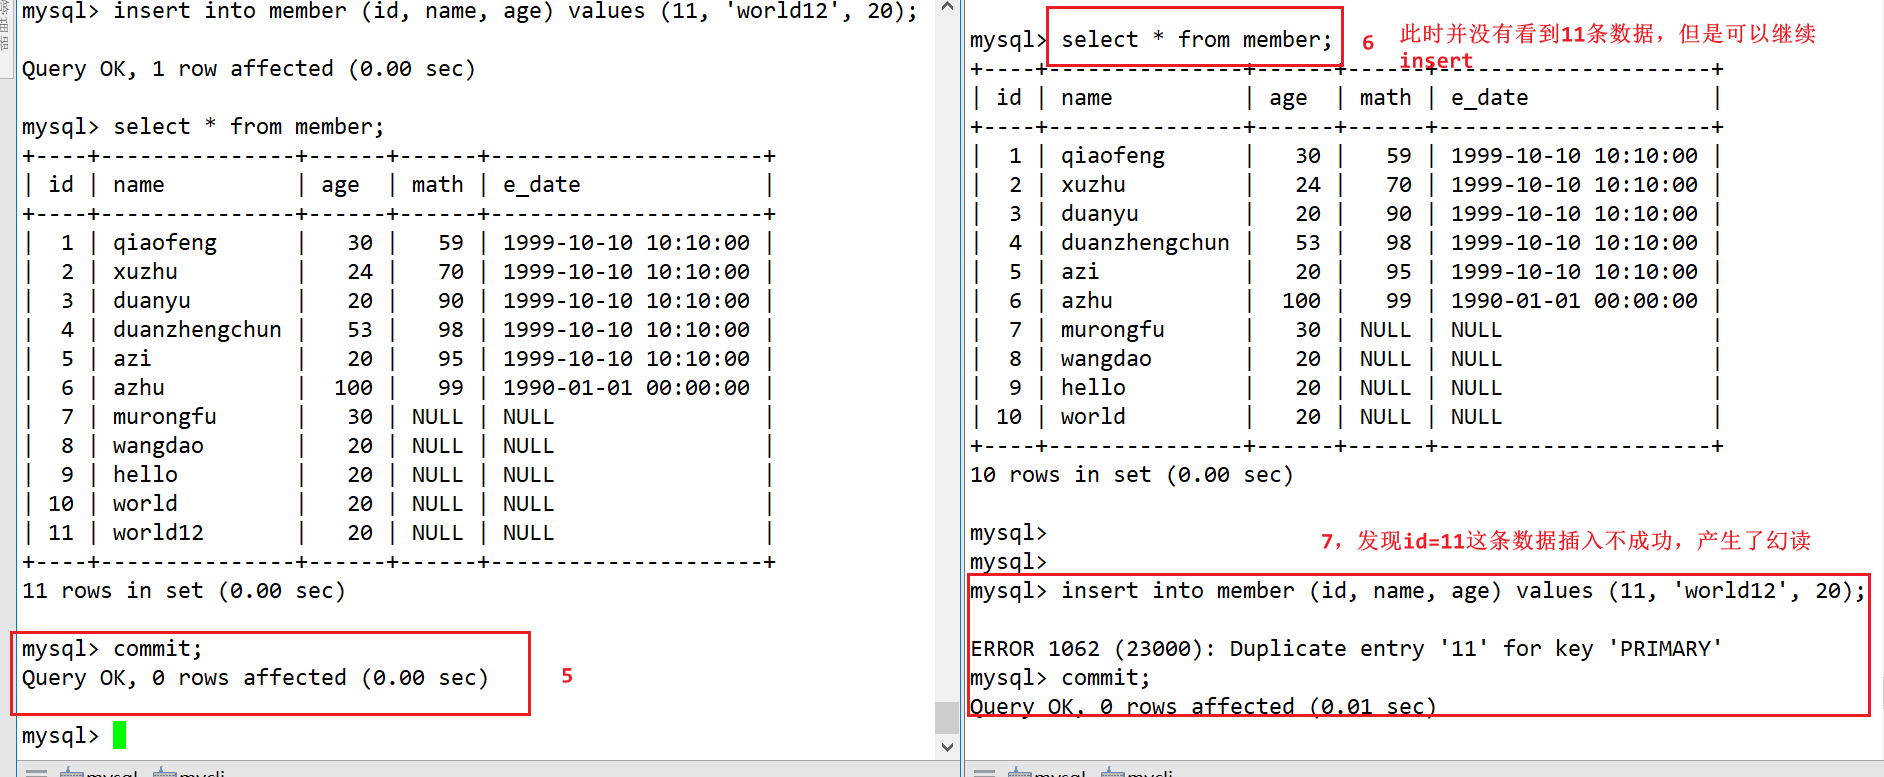 mysql> insert into member (id, name, age) values (11, 'world12', 20);
Query OK, 1 row affected (0.00 sec)
mysql> select * from member;
+----+---------------+------+------+---------------------+
| id | name          | age  | math | e_date              |
+----+---------------+------+------+---------------------+
|  1 | qiaofeng      |   30 |   59 | 1999-10-10 10:10:00 |
|  2 | xuzhu         |   24 |   70 | 1999-10-10 10:10:00 |
|  3 | duanyu        |   20 |   90 | 1999-10-10 10:10:00 |
|  4 | duanzhengchun |   53 |   98 | 1999-10-10 10:10:00 |
|  5 | azi           |   20 |   95 | 1999-10-10 10:10:00 |
|  6 | azhu          |  100 |   99 | 1990-01-01 00:00:00 |
|  7 | murongfu      |   30 | NULL | NULL                |
|  8 | wangdao       |   20 | NULL | NULL                |
|  9 | hello         |   20 | NULL | NULL                |
| 10 | world         |   20 | NULL | NULL                |
| 11 | world12       |   20 | NULL | NULL                |
+----+---------------+------+------+---------------------+
11 rows in set (0.00 sec)
mysql> commit;
Query OK, 0 rows affected (0.00 sec)
5
mysql>
mysql> select * from member;
6 此时并没有看到11条数据，但是可以继续
insert
+----+---------------+------+------+---------------------+
| id | name          | age  | math | e_date              |
+----+---------------+------+------+---------------------+
|  1 | qiaofeng      |   30 |   59 | 1999-10-10 10:10:00 |
|  2 | xuzhu         |   24 |   70 | 1999-10-10 10:10:00 |
|  3 | duanyu        |   20 |   90 | 1999-10-10 10:10:00 |
|  4 | duanzhengchun |   53 |   98 | 1999-10-10 10:10:00 |
|  5 | azi           |   20 |   95 | 1999-10-10 10:10:00 |
|  6 | azhu          |  100 |   99 | 1990-01-01 00:00:00 |
|  7 | murongfu      |   30 | NULL | NULL                |
|  8 | wangdao       |   20 | NULL | NULL                |
|  9 | hello         |   20 | NULL | NULL                |
| 10 | world         |   20 | NULL | NULL                |
+----+---------------+------+------+---------------------+
10 rows in set (0.00 sec)
mysql>
7，发现id=11这条数据插入不成功，产生了幻读
mysql>
mysql> insert into member (id, name, age) values (11, 'world12', 20);
ERROR 1062 (23000): Duplicate entry '11' for key 'PRIMARY'
mysql> commit;
Query OK, 0 rows affected (0.01 sec)